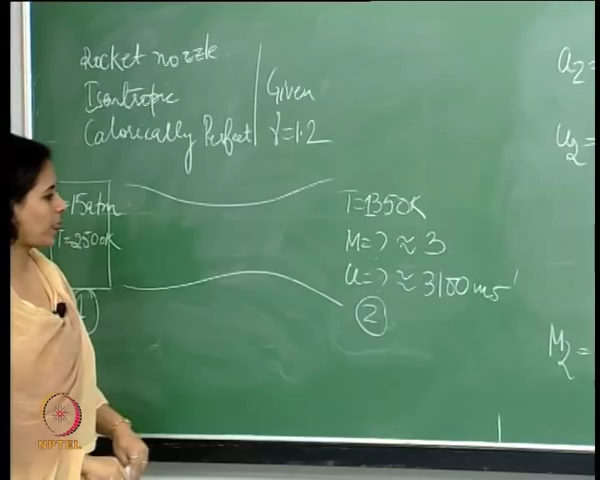 Rocket nozzle
Isentropic
Calorically Perfect
Given
γ=1.2
=15atm
T=2500K
1
T=1350K
M=? ≈ 3
u=? ≈ 3100 ms⁻¹
2
a₂=
u₂=
M₂=
NPTEL